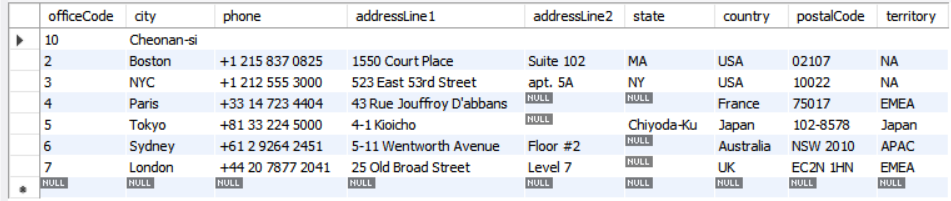 officeCode city phone addressLine1 addressLine2 state country postalCode territory
10 Cheonan-si
2 Boston +1 215 837 0825 1550 Court Place Suite 102 MA USA 02107 NA
3 NYC +1 212 555 3000 523 East 53rd Street apt. 5A NY USA 10022 NA
4 Paris +33 14 723 4404 43 Rue Jouffroy D'abbans NULL NULL France 75017 EMEA
5 Tokyo +81 33 224 5000 4-1 Kioicho NULL Chiyoda-Ku Japan 102-8578 Japan
6 Sydney +61 2 9264 2451 5-11 Wentworth Avenue Floor #2 NULL Australia NSW 2010 APAC
7 London +44 20 7877 2041 25 Old Broad Street Level 7 NULL UK EC2N 1HN EMEA
NULL NULL NULL NULL NULL NULL NULL NULL NULL